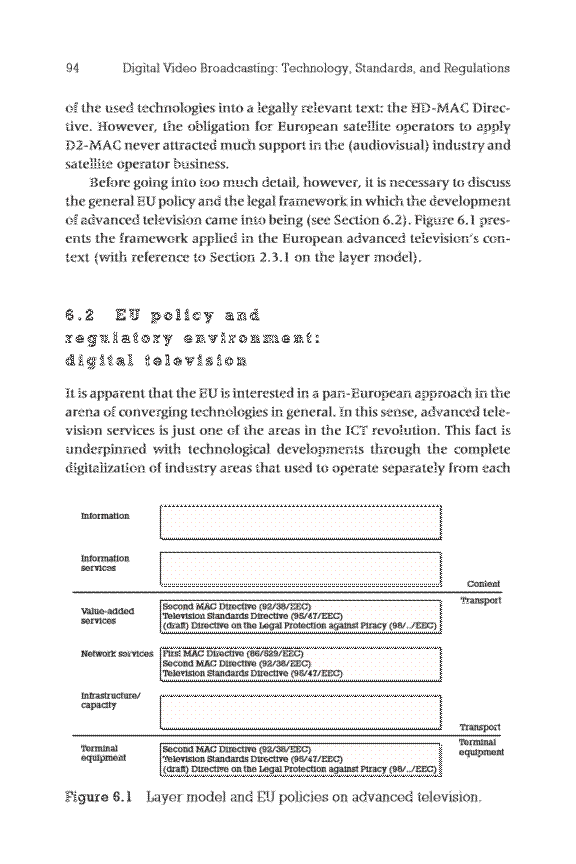 94 Digital Video Broadcasting: Technology, Standards, and Regulations
of the used technologies into a legally relevant text: the HD-MAC Direc-
tive. However, the obligation for European satellite operators to apply
D2-MAC never attracted much support in the (audiovisual) industry and
satellite operator business.
Before going into too much detail, however, it is necessary to discuss
the general EU policy and the legal framework in which the development
of advanced television came into being (see Section 6.2). Figure 6.1 pres-
ents the framework applied in the European advanced television's con-
text (with reference to Section 2.3.1 on the layer model).
6.2 EU policy and
regulatory environment:
digital television
It is apparent that the EU is interested in a pan-European approach in the
arena of converging technologies in general. In this sense, advanced tele-
vision services is just one of the areas in the ICT revolution. This fact is
underpinned with technological developments through the complete
digitalization of industry areas that used to operate separately from each
Information
Information
services
Content
Transport
Value-added
services
Second MAC Directive (92/38/EEC)
Television Standards Directive (95/47/EEC)
(draft) Directive on the Legal Protection against Piracy (98/../EEC)
Network services
First MAC Directive (86/529/EEC)
Second MAC Directive (92/38/EEC)
Television Standards Directive (95/47/EEC)
Infrastructure/
capacity
Transport
Terminal
equipment
Terminal
equipment
Second MAC Directive (92/38/EEC)
Television Standards Directive (95/47/EEC)
(draft) Directive on the Legal Protection against Piracy (98/../EEC)
Figure 6.1 Layer model and EU policies on advanced television.